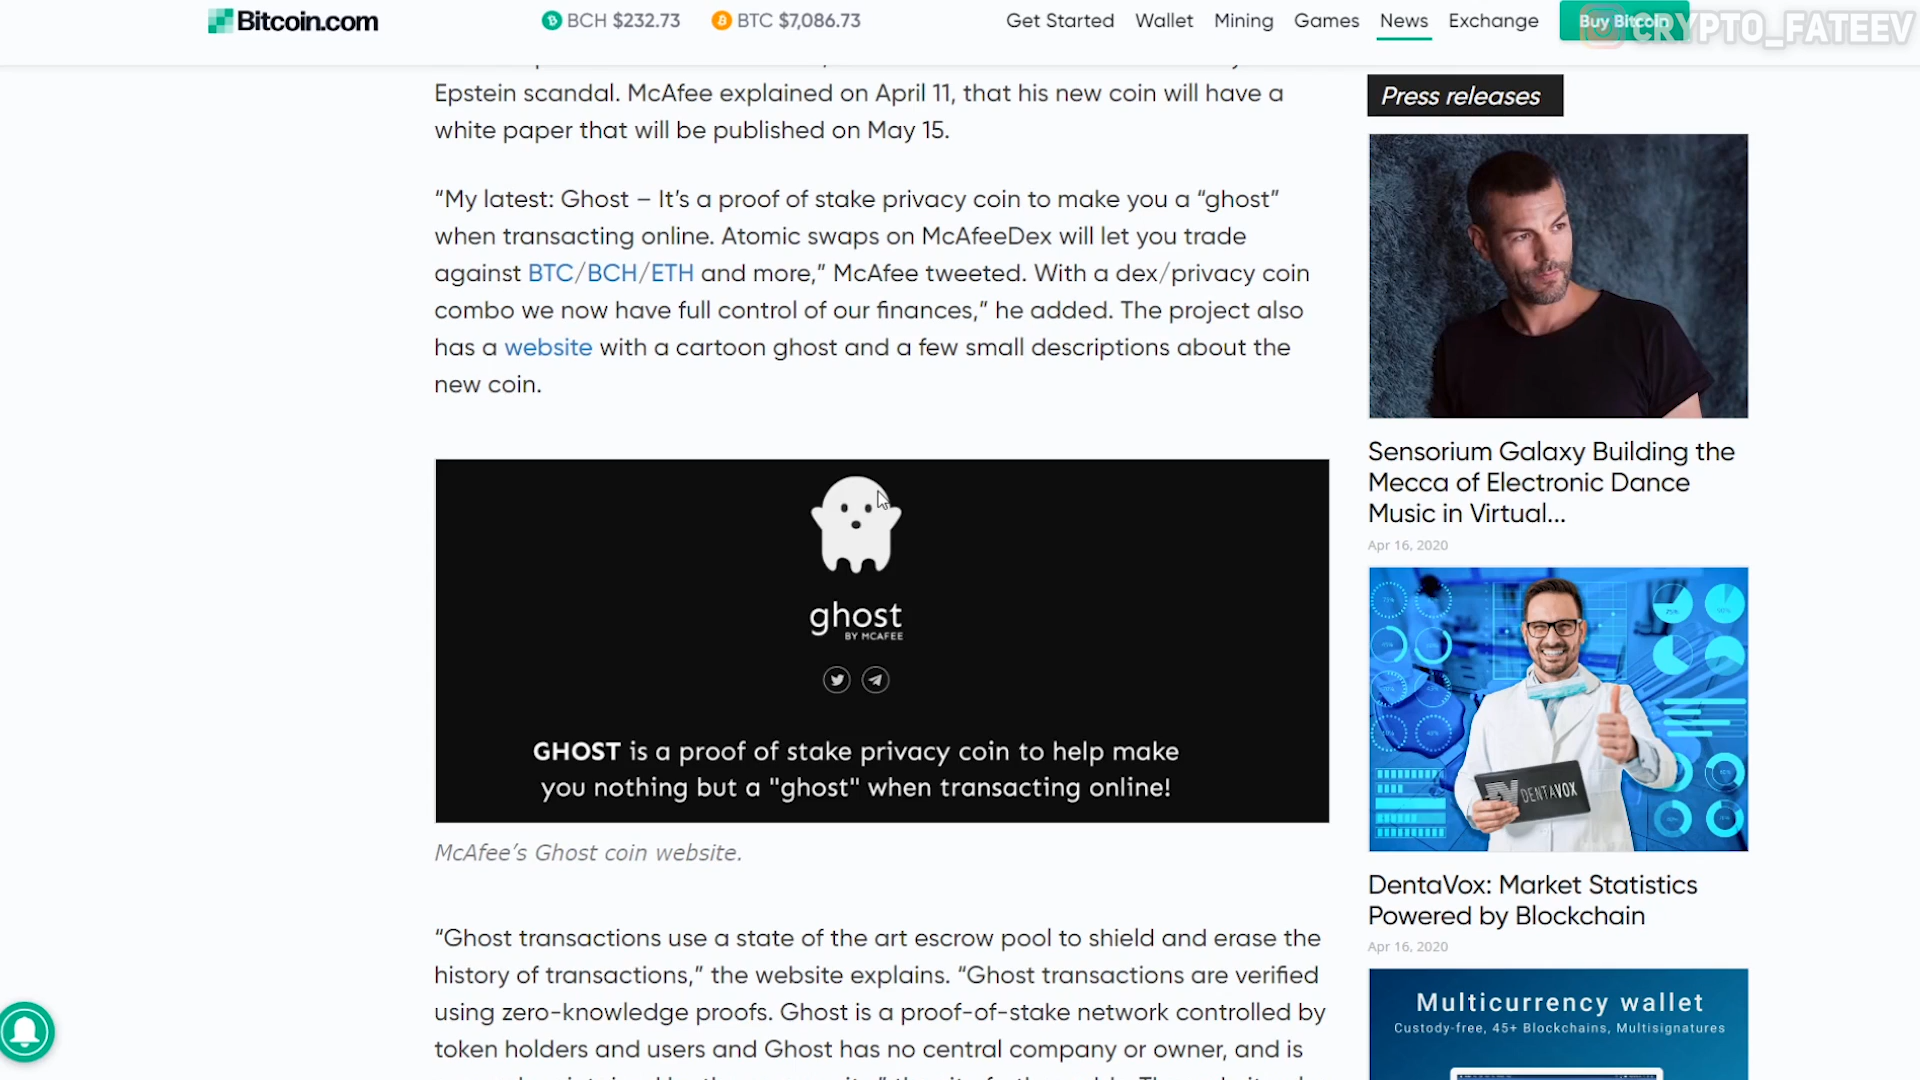 Bitcoin.com
BCH $232.73
BTC $7,086.73
Get Started
Wallet
Mining
Games
News
Exchange
Buy Bitcoin
CRYPTO_FATEEV
Epstein scandal. McAfee explained on April 11, that his new coin will have a
white paper that will be published on May 15.
“My latest: Ghost – It’s a proof of stake privacy coin to make you a “ghost”
when transacting online. Atomic swaps on McAfeeDex will let you trade
against BTC/BCH/ETH and more,” McAfee tweeted. With a dex/privacy coin
combo we now have full control of our finances,” he added. The project also
has a website with a cartoon ghost and a few small descriptions about the
new coin.
ghost
BY MCAFEE
GHOST is a proof of stake privacy coin to help make
you nothing but a "ghost" when transacting online!
McAfee’s Ghost coin website.
“Ghost transactions use a state of the art escrow pool to shield and erase the
history of transactions,” the website explains. “Ghost transactions are verified
using zero-knowledge proofs. Ghost is a proof-of-stake network controlled by
token holders and users and Ghost has no central company or owner, and is
Press releases
Sensorium Galaxy Building the
Mecca of Electronic Dance
Music in Virtual...
Apr 16, 2020
DENTAVOX
DentaVox: Market Statistics
Powered by Blockchain
Apr 16, 2020
Multicurrency wallet
Custody-free, 45+ Blockchains, Multisignatures